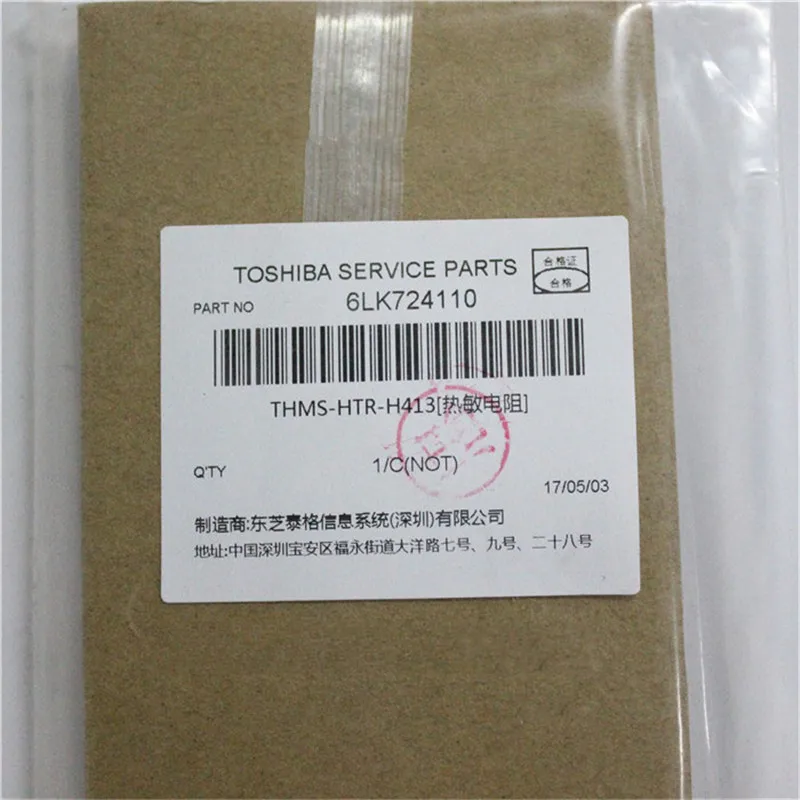 TOSHIBA SERVICE PARTS
合格证
合格
PART NO 6LK724110
THMS-HTR-H413[热敏电阻]
Q'TY 1/C(NOT)
17/05/03
制造商:东芝泰格信息系统(深圳)有限公司
地址:中国深圳宝安区福永街道大洋路七号、九号、二十八号